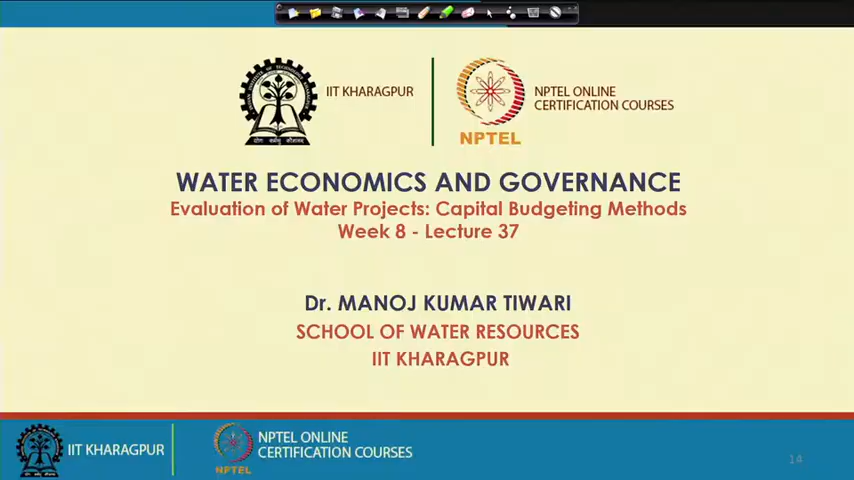 IIT KHARAGPUR
NPTEL
NPTEL ONLINE
CERTIFICATION COURSES
WATER ECONOMICS AND GOVERNANCE
Evaluation of Water Projects: Capital Budgeting Methods
Week 8 - Lecture 37
Dr. MANOJ KUMAR TIWARI
SCHOOL OF WATER RESOURCES
IIT KHARAGPUR
IIT KHARAGPUR
NPTEL
NPTEL ONLINE
CERTIFICATION COURSES
14